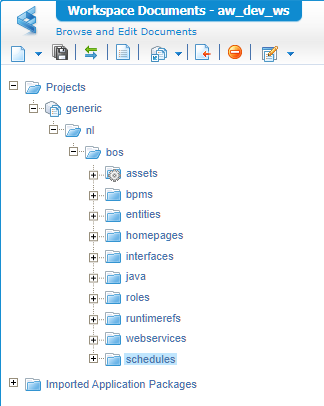 Workspace Documents - aw_dev_ws
Browse and Edit Documents
Projects
generic
nl
bos
assets
bpms
entities
homepages
interfaces
java
roles
runtimerefs
webservices
schedules
Imported Application Packages